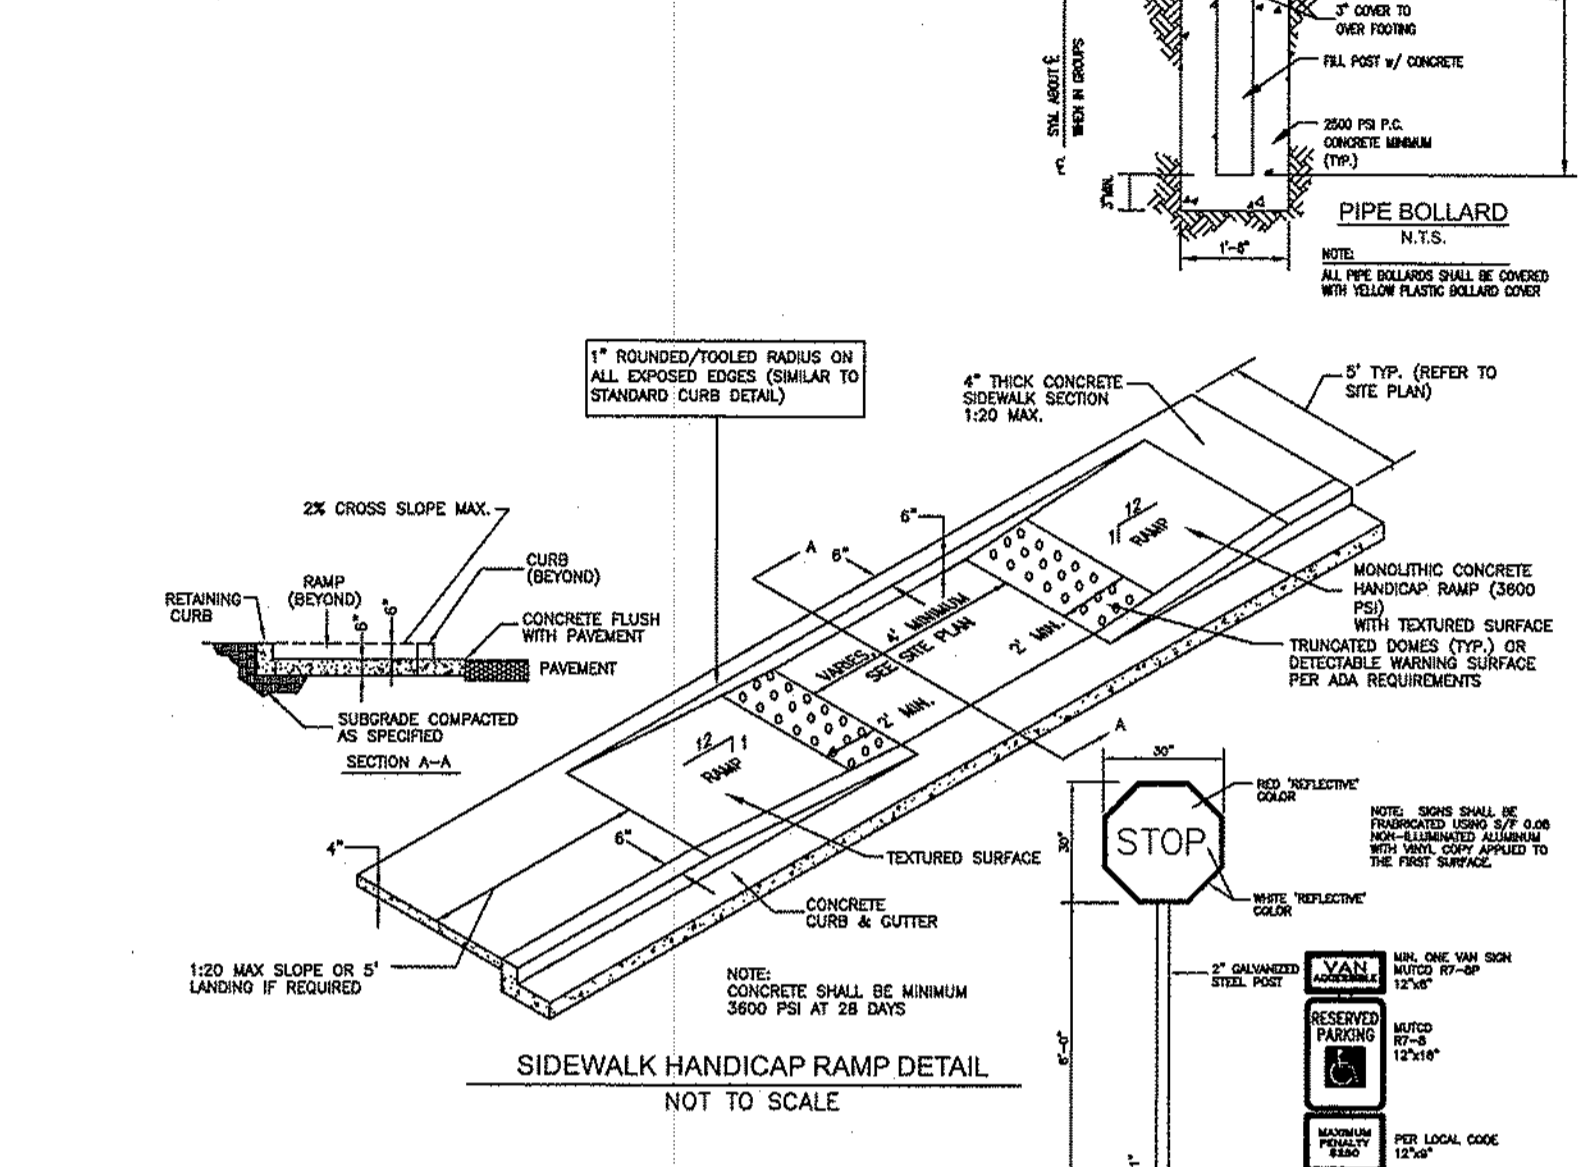 3" COVER TO
OVER FOOTING
FILL POST w/ CONCRETE
SYM. ABOUT ℄
WHEN IN GROUPS
2500 PSI P.C.
CONCRETE MINIMUM
(TYP.)
3" MIN.
1'-6"
PIPE BOLLARD
N.T.S.
NOTE:
ALL PIPE BOLLARDS SHALL BE COVERED
WITH YELLOW PLASTIC BOLLARD COVER
1" ROUNDED/TOOLED RADIUS ON
ALL EXPOSED EDGES (SIMILAR TO
STANDARD CURB DETAIL)
4" THICK CONCRETE
SIDEWALK SECTION
1:20 MAX.
5' TYP. (REFER TO
SITE PLAN)
2% CROSS SLOPE MAX.
CURB
(BEYOND)
RAMP
(BEYOND)
RETAINING
CURB
6"
6"
CONCRETE FLUSH
WITH PAVEMENT
PAVEMENT
SUBGRADE COMPACTED
AS SPECIFIED
SECTION A-A
A
6"
6"
12
1
RAMP
4' MINIMUM
VARIES,
SEE SITE PLAN
2' MIN.
2' MIN.
MONOLITHIC CONCRETE
HANDICAP RAMP (3600
PSI)
WITH TEXTURED SURFACE
TRUNCATED DOMES (TYP.) OR
DETECTABLE WARNING SURFACE
PER ADA REQUIREMENTS
A
12
1
RAMP
6"
4"
TEXTURED SURFACE
CONCRETE
CURB & GUTTER
1:20 MAX SLOPE OR 5'
LANDING IF REQUIRED
NOTE:
CONCRETE SHALL BE MINIMUM
3600 PSI AT 28 DAYS
SIDEWALK HANDICAP RAMP DETAIL
NOT TO SCALE
30"
30"
STOP
RED 'REFLECTIVE'
COLOR
WHITE 'REFLECTIVE'
COLOR
NOTE: SIGNS SHALL BE
FRABRICATED USING S/F 0.08
NON-ILLUMINATED ALUMINUM
WITH VINYL COPY APPLIED TO
THE FIRST SURFACE.
2" GALVANIZED
STEEL POST
6'-0"
1"
VAN
ACCESSIBLE
MIN. ONE VAN SIGN
MUTCD R7-8P
12"x6"
RESERVED
PARKING
MUTCD
R7-8
12"x18"
MAXIMUM
PENALTY
$250
PER LOCAL CODE
12"x9"